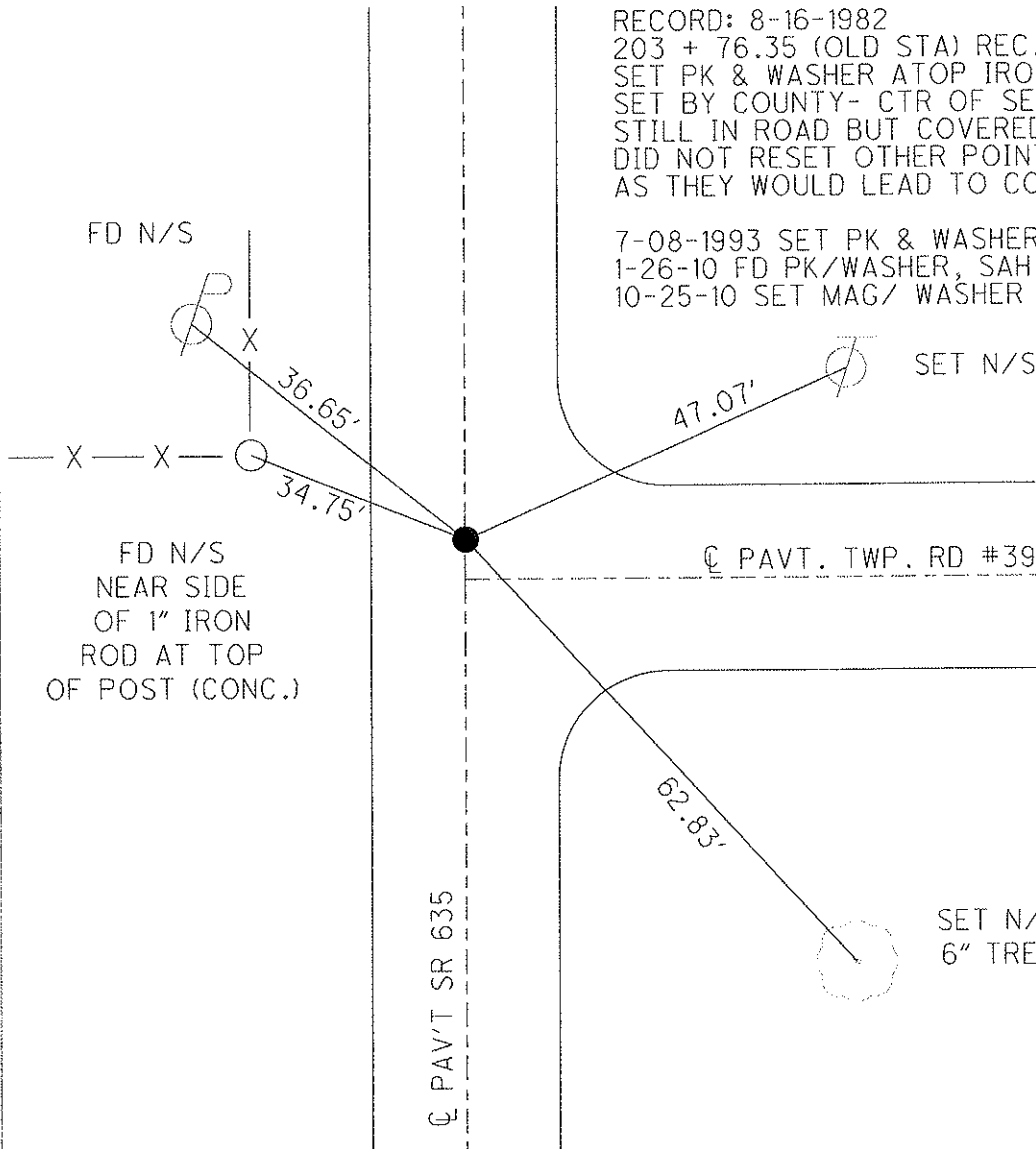 RECORD: 8-16-1982
203 + 76.35 (OLD STA) REC.
SET PK & WASHER ATOP IRO
SET BY COUNTY- CTR OF SE
STILL IN ROAD BUT COVERED
DID NOT RESET OTHER POINT
AS THEY WOULD LEAD TO CO
7-08-1993 SET PK & WASHER
1-26-10 FD PK/WASHER, SAH
10-25-10 SET MAG/ WASHER
FD N/S
X
36.65'
47.07'
SET N/S
X X
34.75'
FD N/S
NEAR SIDE
OF 1" IRON
ROD AT TOP
OF POST (CONC.)
℄ PAVT. TWP. RD #39
62.83'
SET N/
6" TRE
℄ PAV'T SR 635